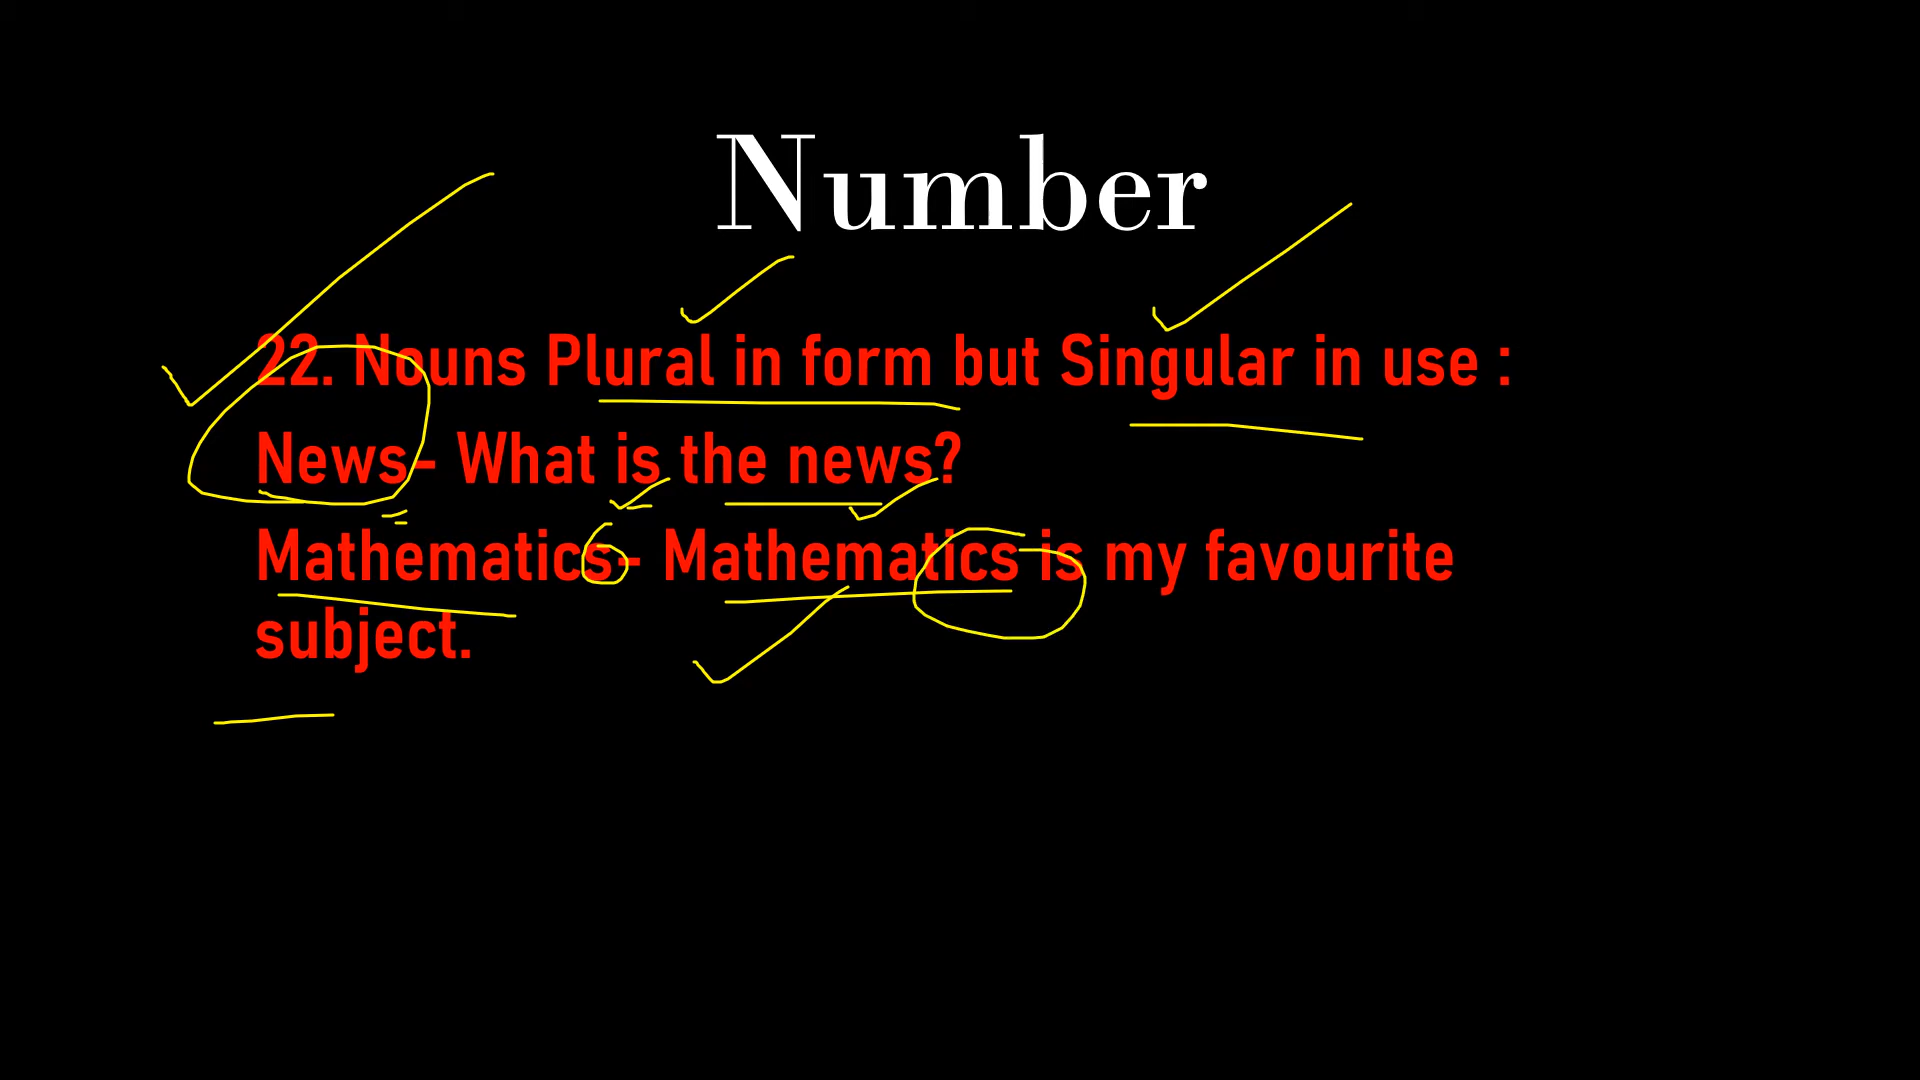 Number
22. Nouns Plural in form but Singular in use :
News- What is the news?
Mathematics- Mathematics is my favourite
subject.